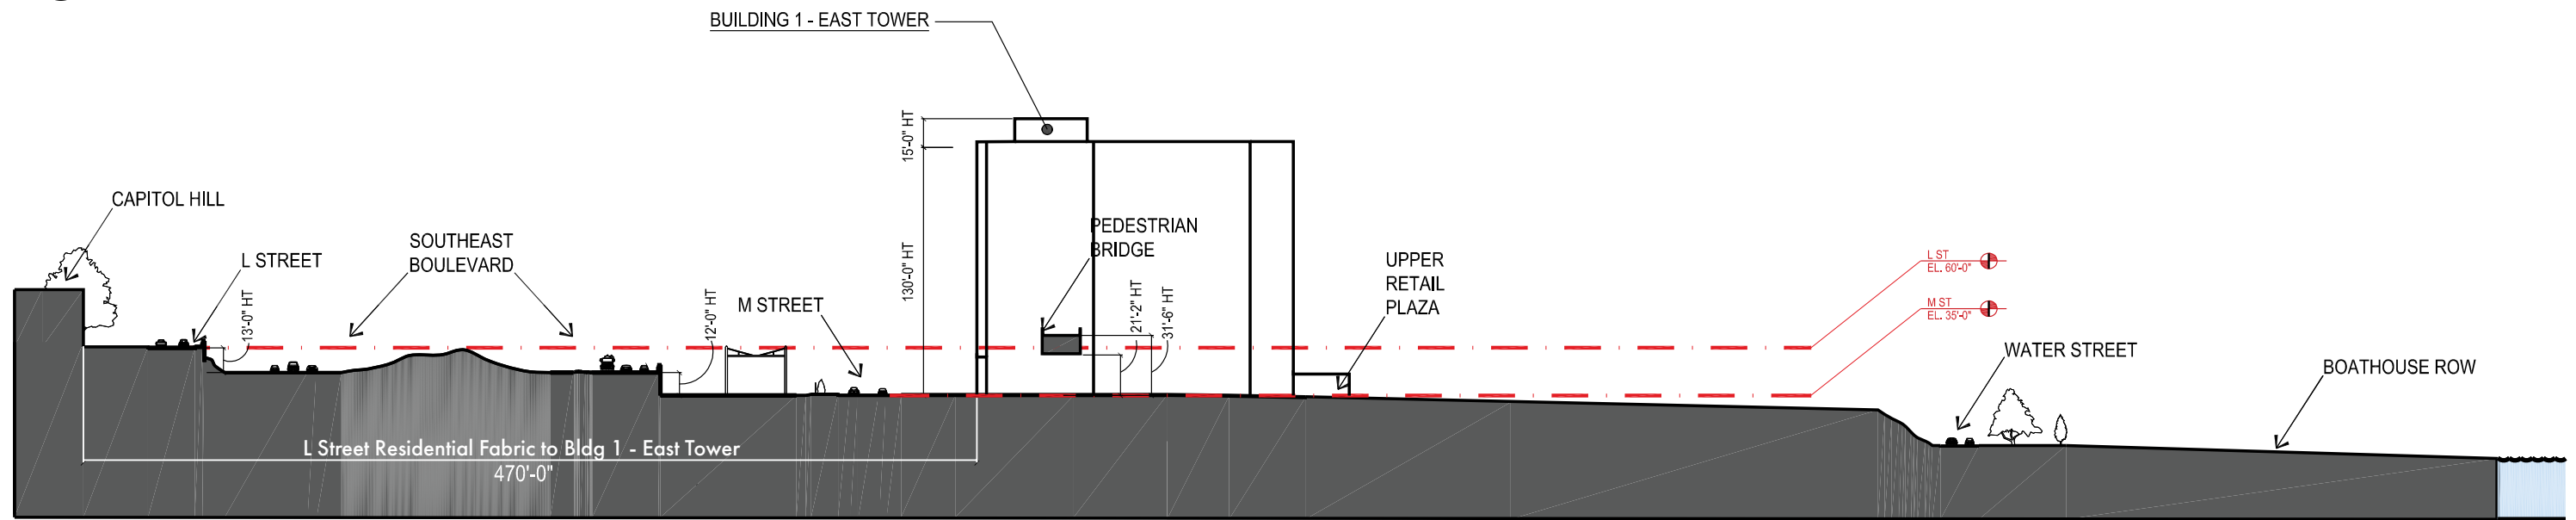 BUILDING 1 - EAST TOWER
15'-0" HT
130'-0" HT
CAPITOL HILL
L STREET
13'-0" HT
SOUTHEAST
BOULEVARD
12'-0" HT
M STREET
PEDESTRIAN
BRIDGE
21'-2" HT
31'-6" HT
UPPER
RETAIL
PLAZA
L ST
EL. 60'-0"
M ST
EL. 35'-0"
WATER STREET
BOATHOUSE ROW
L Street Residential Fabric to Bldg 1 - East Tower
470'-0"